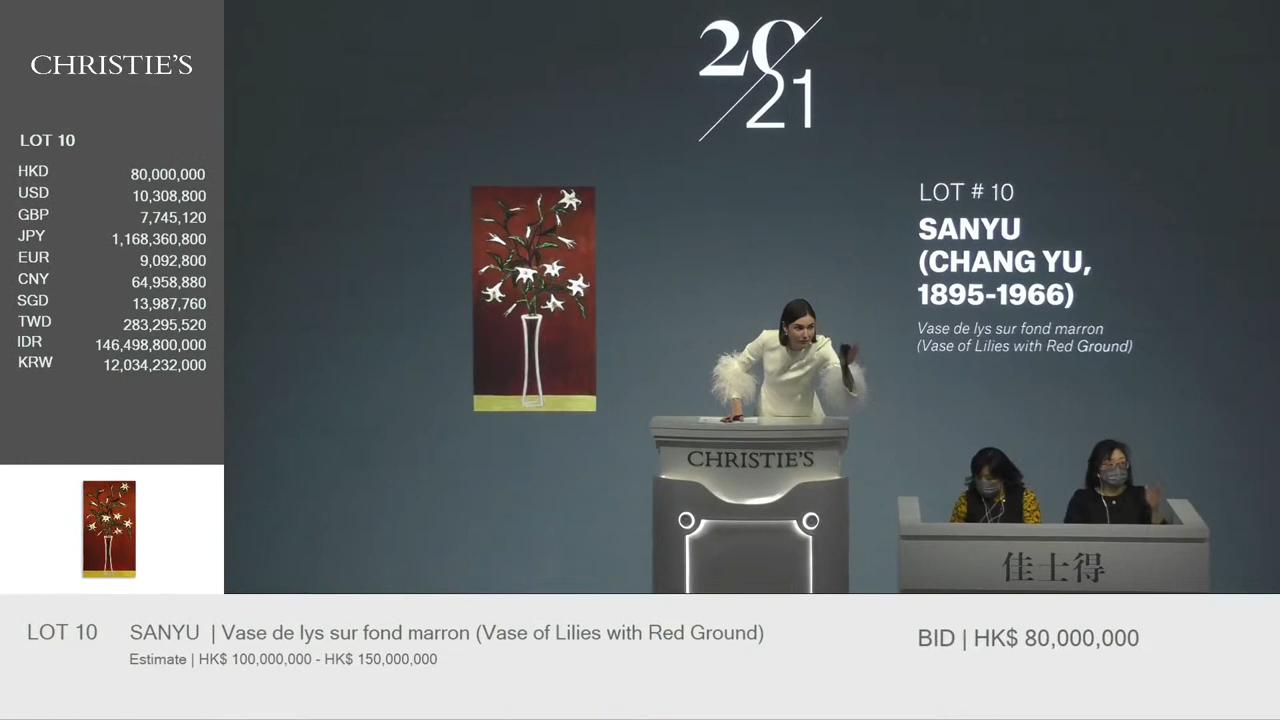 CHRISTIE'S
LOT 10
HKD 80,000,000
USD 10,308,800
GBP 7,745,120
JPY 1,168,360,800
EUR 9,092,800
CNY 64,958,880
SGD 13,987,760
TWD 283,295,520
IDR 146,498,800,000
KRW 12,034,232,000
20
21
LOT # 10
SANYU
(CHANG YU,
1895-1966)
Vase de lys sur fond marron
(Vase of Lilies with Red Ground)
CHRISTIE'S
佳士得
LOT 10 SANYU | Vase de lys sur fond marron (Vase of Lilies with Red Ground)
Estimate | HK$ 100,000,000 - HK$ 150,000,000
BID | HK$ 80,000,000